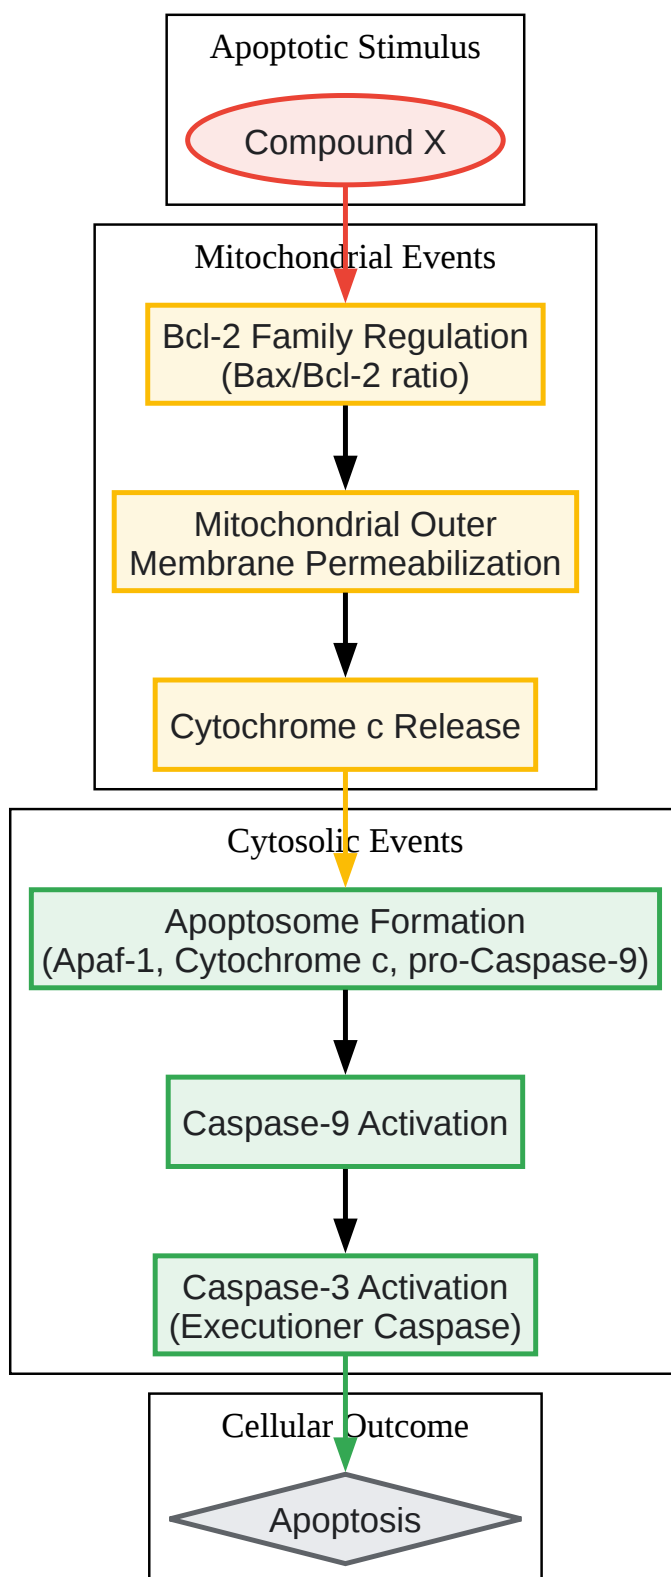 Apoptotic Stimulus
Compound X
Mitochondrial Events
Bcl-2 Family Regulation
(Bax/Bcl-2 ratio)
Mitochondrial Outer
Membrane Permeabilization
Cytochrome c Release
Cytosolic Events
Apoptosome Formation
(Apaf-1, Cytochrome c, pro-Caspase-9)
Caspase-9 Activation
Caspase-3 Activation
(Executioner Caspase)
Cellular Outcome
Apoptosis